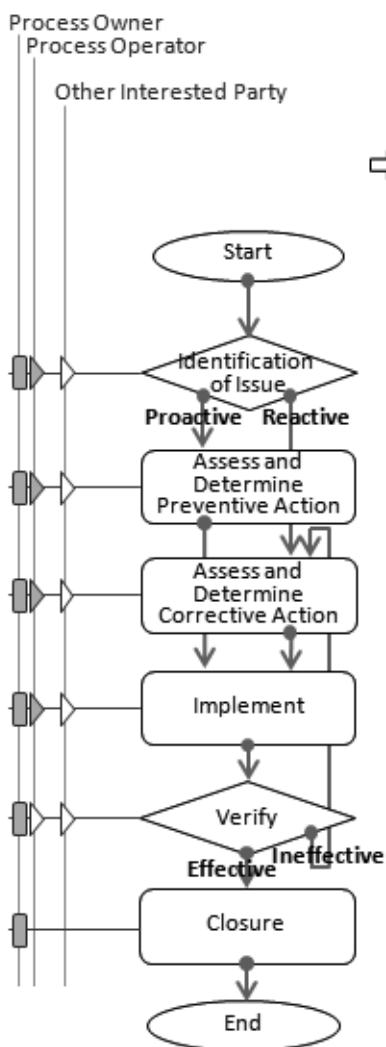 Process Owner
Process Operator
Other Interested Party
Start
Identification
of Issue
Proactive Reactive
Assess and
Determine
Preventive Action
Assess and
Determine
Corrective Action
Implement
Verify
Ineffective
Effective
Closure
End